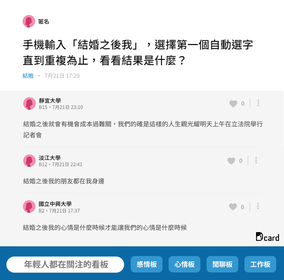 匿名
手機輸入「結婚之後我」，選擇第一個自動選字
直到重複為止，看看結果是什麼？
結婚 · 7月21日 17:29
靜宜大學
B15・7月21日 23:20
0
結婚之後就會有機會成本過難關，我們的確是這樣的人生觀光曜明天上午在立法院舉行
記者會
淡江大學
B12・7月21日 22:41
0
結婚之後我的朋友都在我身邊
國立中興大學
B2・7月21日 17:37
0
結婚之後我的心情是什麼時候才能讓我們的心情是什麼時候
Dcard
年輕人都在關注的看板
感情板
心情板
閒聊板
工作板